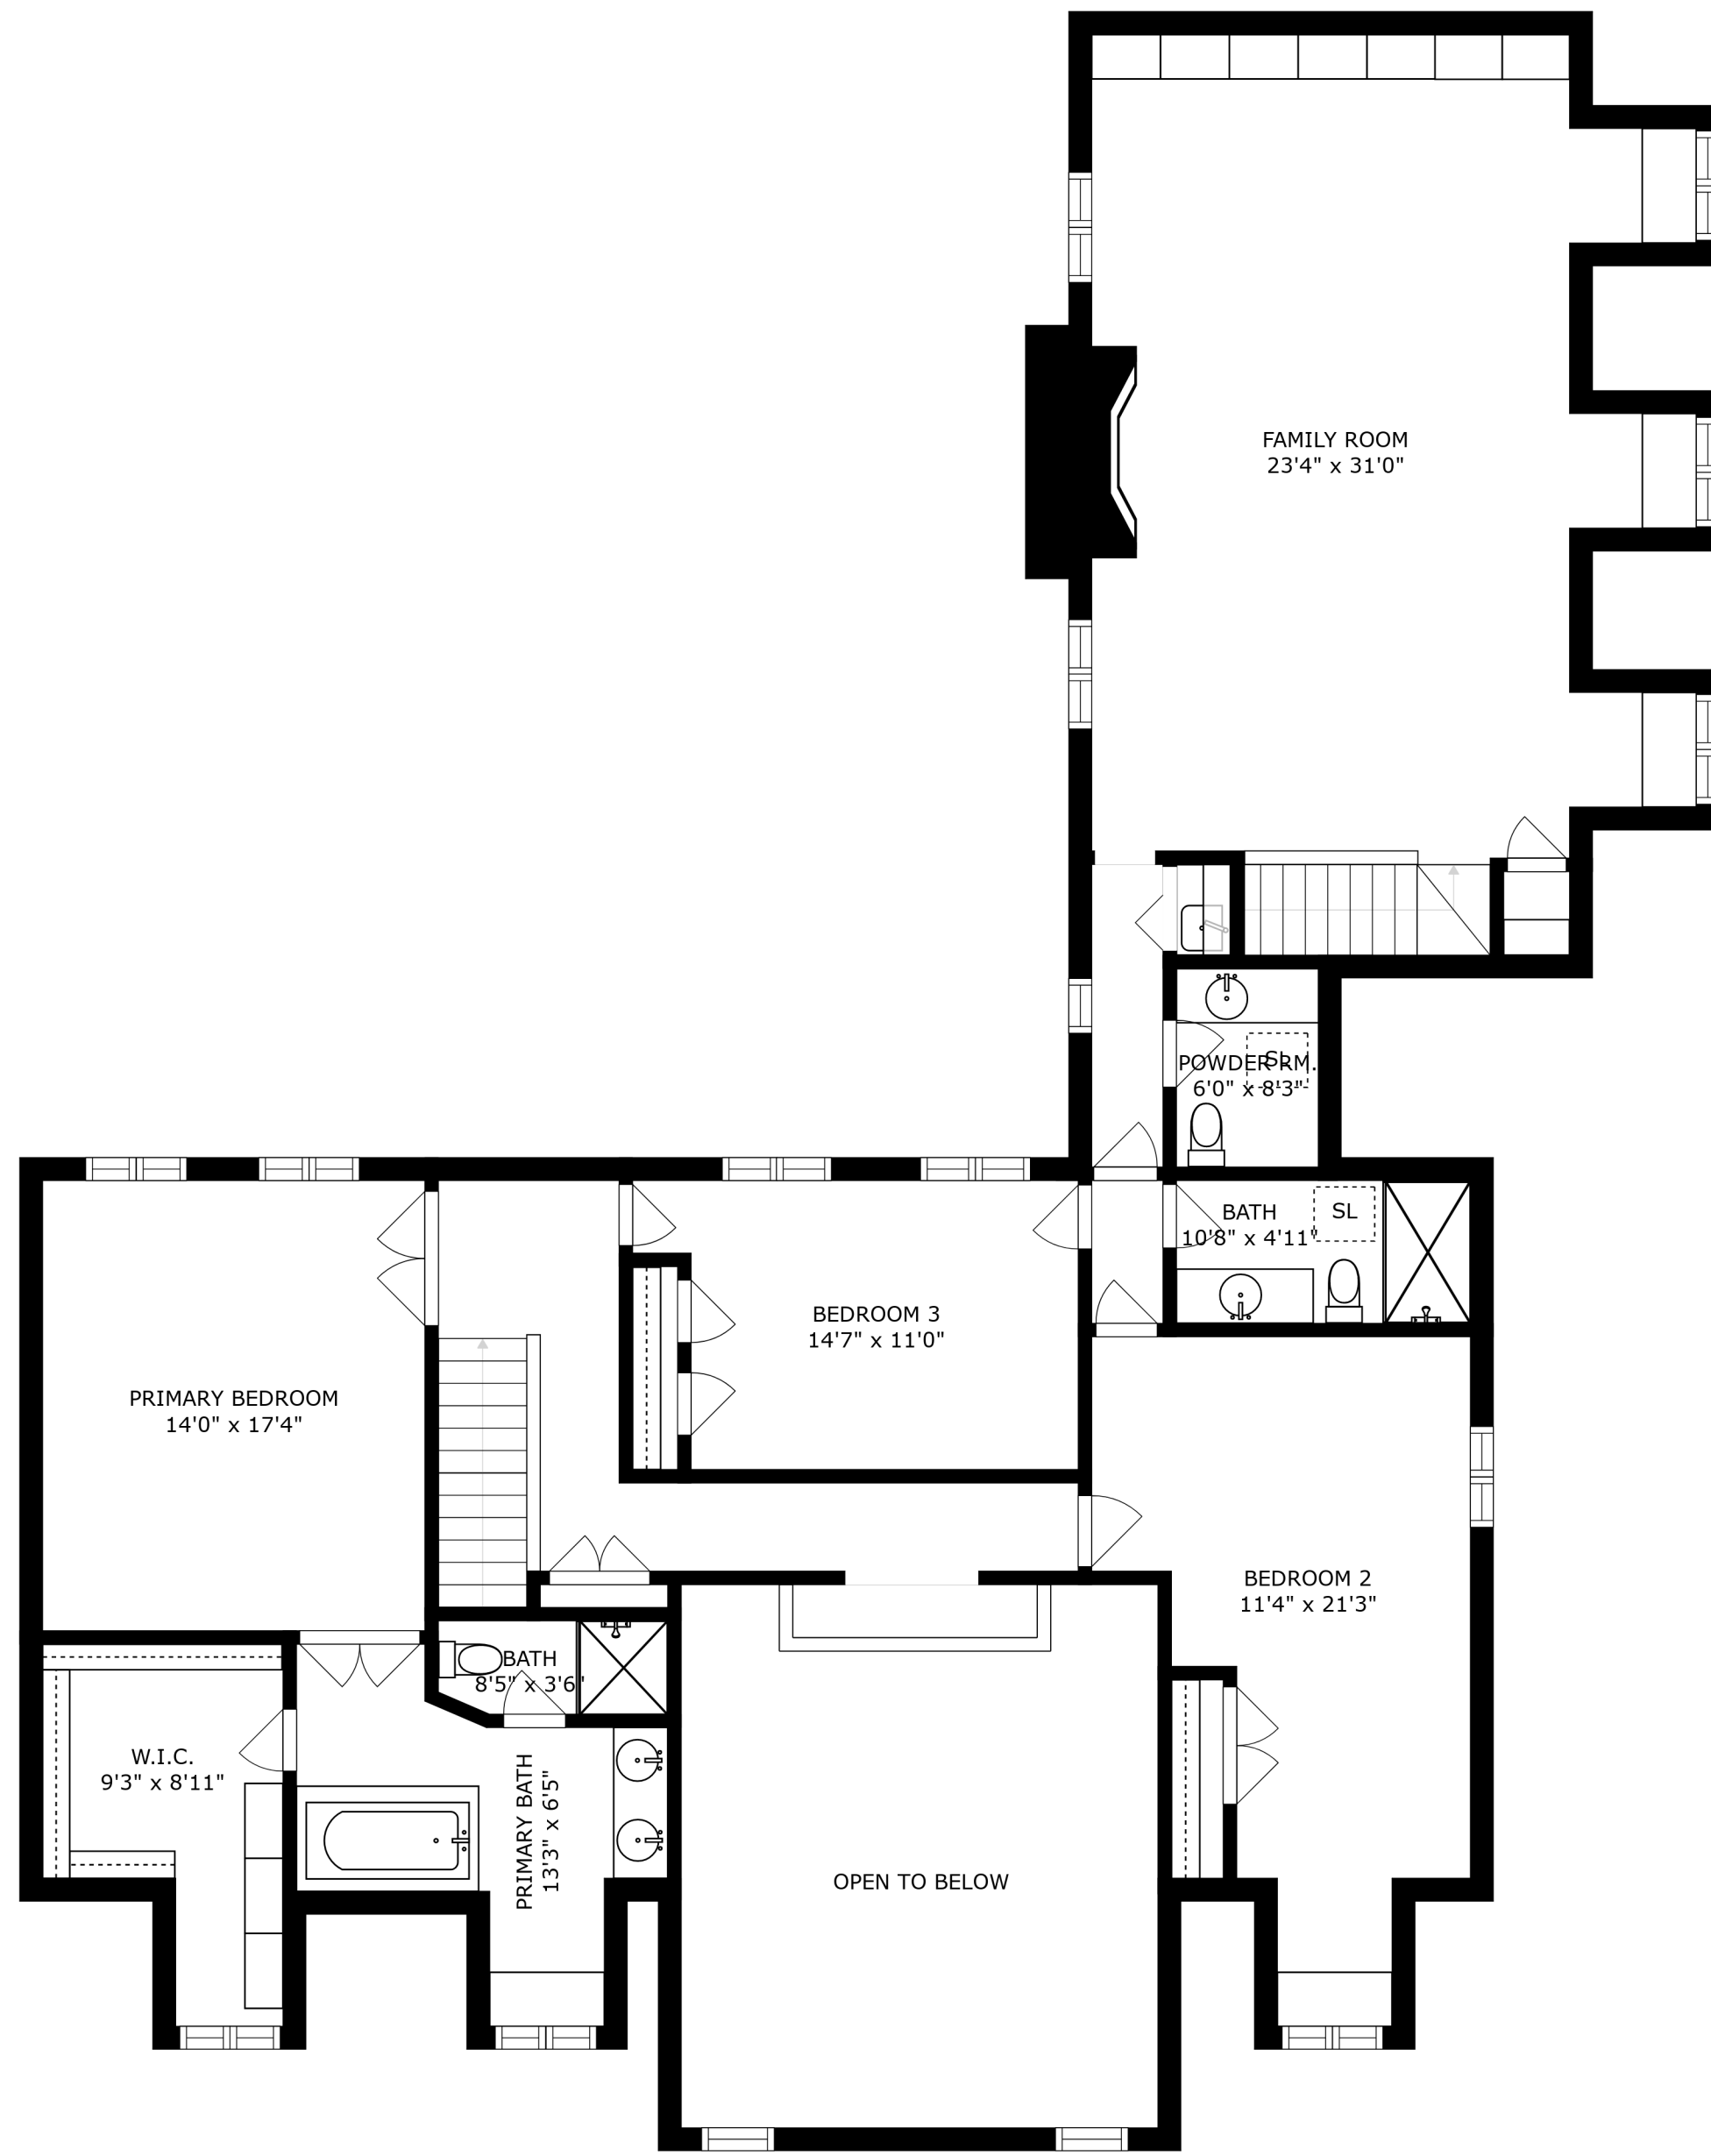 FAMILY ROOM
23'4" x 31'0"
SL
POWDER RM.
6'0" x 8'3"
BATH
10'8" x 4'11"
SL
BEDROOM 3
14'7" x 11'0"
PRIMARY BEDROOM
14'0" x 17'4"
BEDROOM 2
11'4" x 21'3"
BATH
8'5" x 3'6"
W.I.C.
9'3" x 8'11"
PRIMARY BATH
13'3" x 6'5"
OPEN TO BELOW